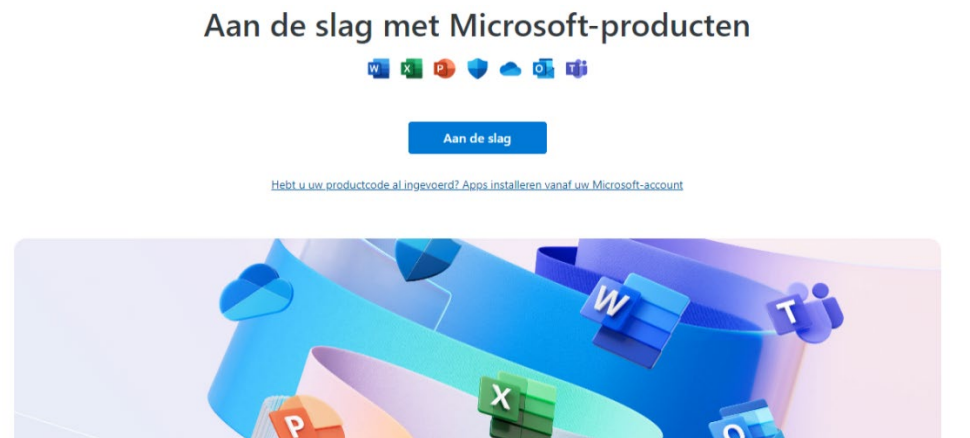 Aan de slag met Microsoft-producten
W X P O T
Aan de slag
Hebt u uw productcode al ingevoerd? Apps installeren vanaf uw Microsoft-account
W
T
X
P
O